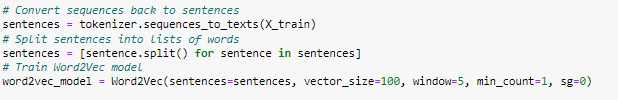 # Convert sequences back to sentences
sentences = tokenizer.sequences_to_texts(X_train)
# Split sentences into lists of words
sentences = [sentence.split() for sentence in sentences]
# Train Word2Vec model
word2vec_model = Word2Vec(sentences=sentences, vector_size=100, window=5, min_count=1, sg=0)